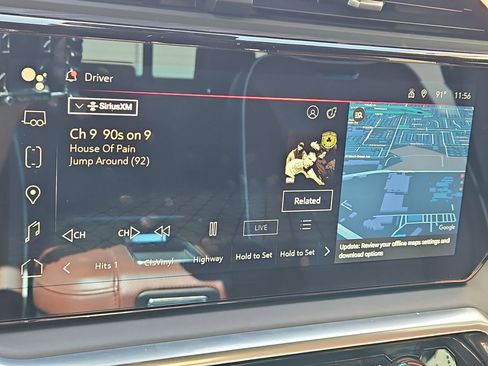 Driver
91° 11:56
SiriusXM
Ch 9 90s on 9
House Of Pain
Jump Around (92)
Related
◁CH CH▷ LIVE
Hits 1 ClsVinyl Highway Hold to Set Hold to Set
Google
Update: Review your offline maps settings and
download options